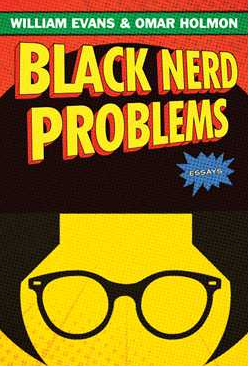 WILLIAM EVANS & OMAR HOLMON
BLACK NERD
PROBLEMS
ESSAYS